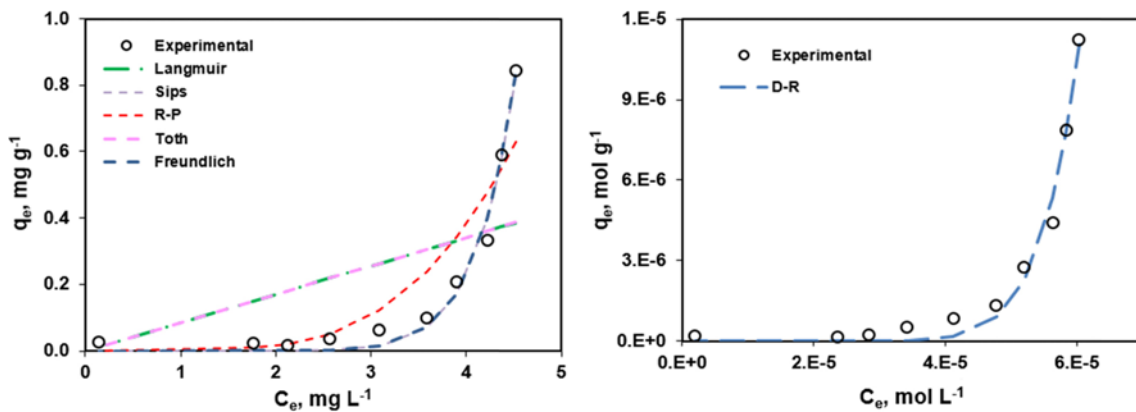 1.0
0.8
0.6
0.4
0.2
0.0
qe, mg g-1
Experimental
Langmuir
Sips
R-P
Toth
Freundlich
0 1 2 3 4 5
Ce, mg L-1
1.E-5
9.E-6
6.E-6
3.E-6
0.E+0
qe, mol g-1
Experimental
D-R
0.E+0 2.E-5 4.E-5 6.E-5
Ce, mol L-1